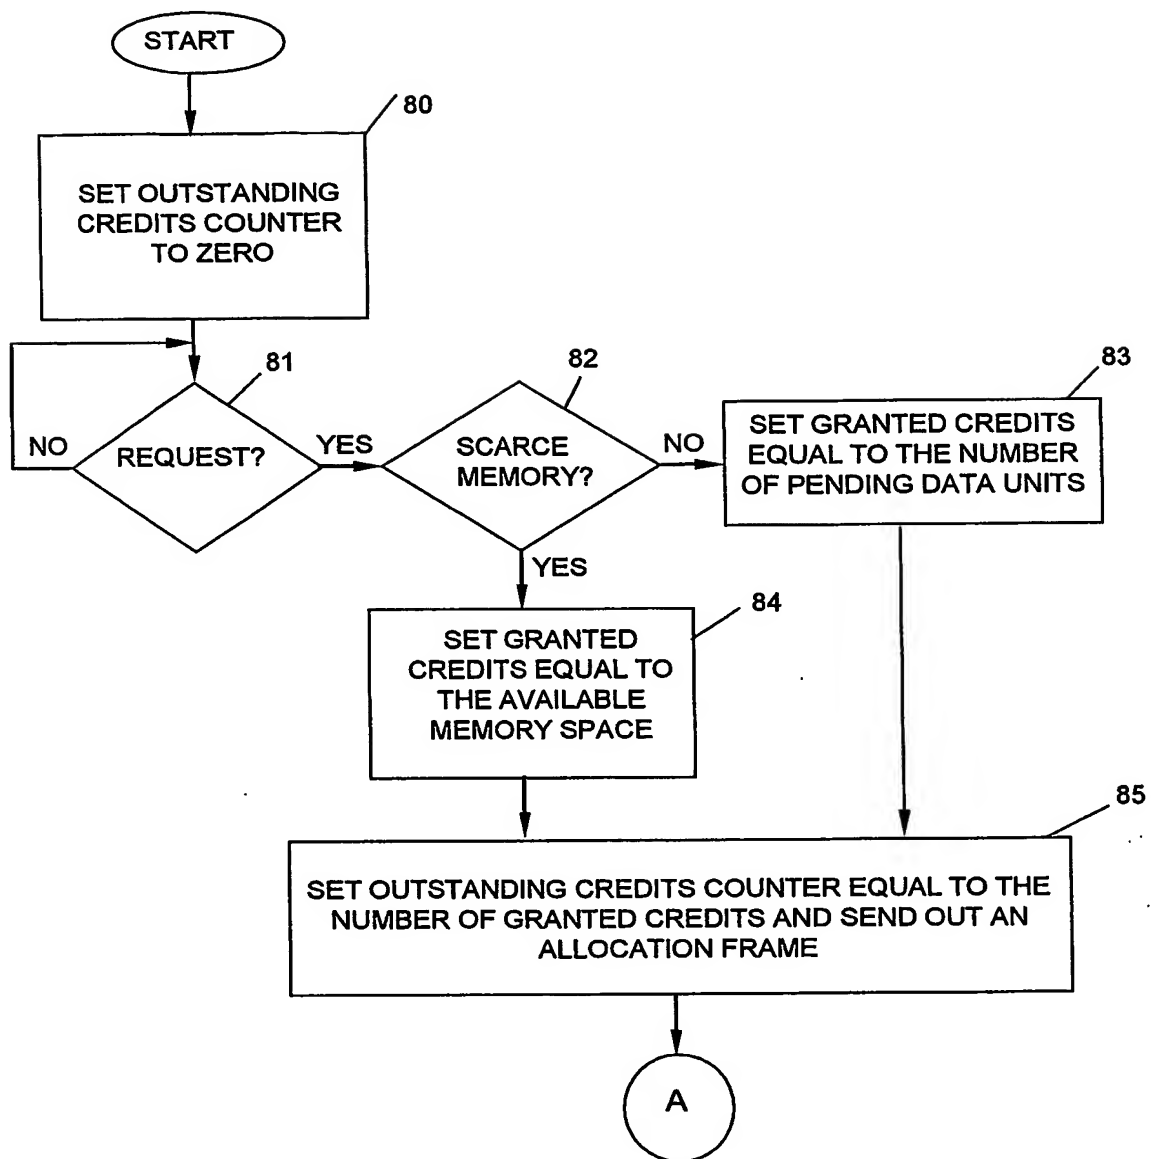 START
80
SET OUTSTANDING
CREDITS COUNTER
TO ZERO
81
82
83
NO
REQUEST?
YES
SCARCE
MEMORY?
NO
SET GRANTED CREDITS
EQUAL TO THE NUMBER
OF PENDING DATA UNITS
YES
84
SET GRANTED
CREDITS EQUAL TO
THE AVAILABLE
MEMORY SPACE
85
SET OUTSTANDING CREDITS COUNTER EQUAL TO THE
NUMBER OF GRANTED CREDITS AND SEND OUT AN
ALLOCATION FRAME
A